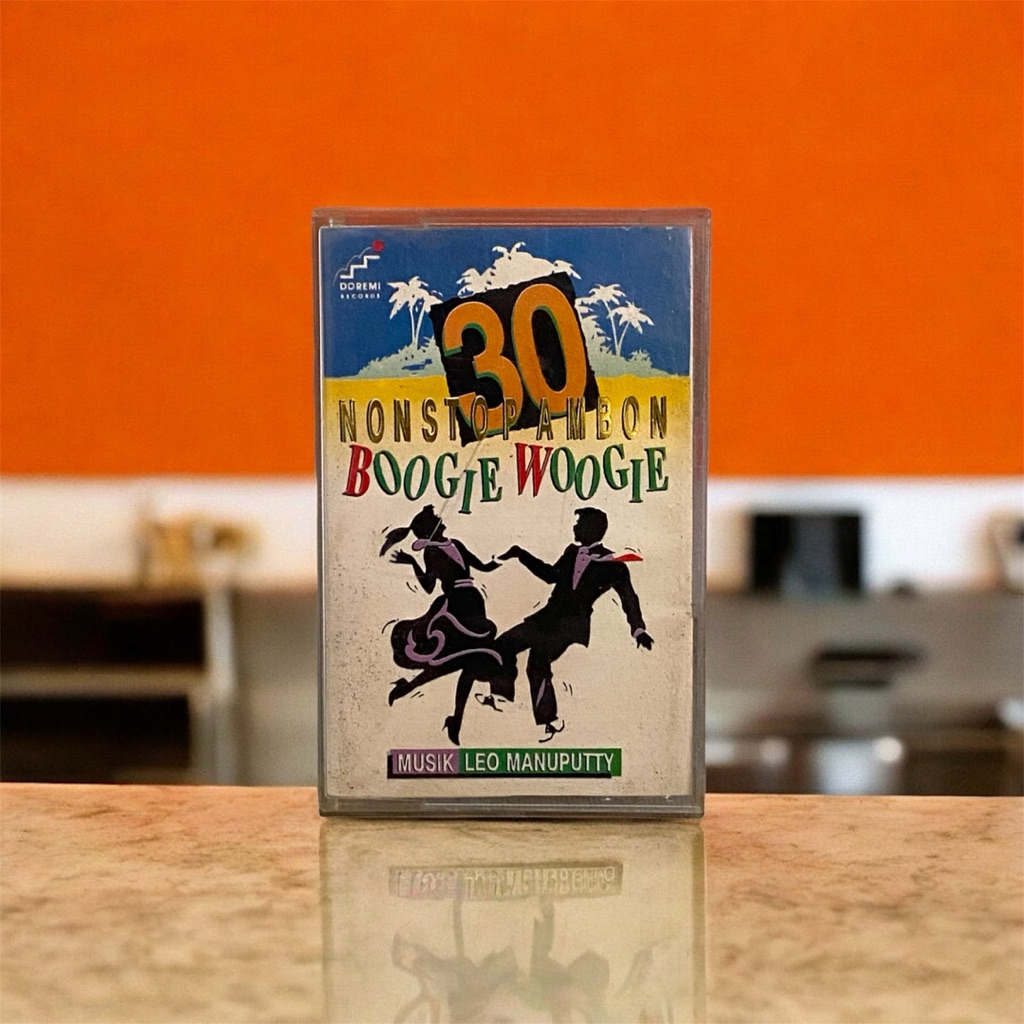 DOREMI
RECORDS
30
NONSTOP AMBON
BOOGIE WOOGIE
MUSIK LEO MANUPUTTY